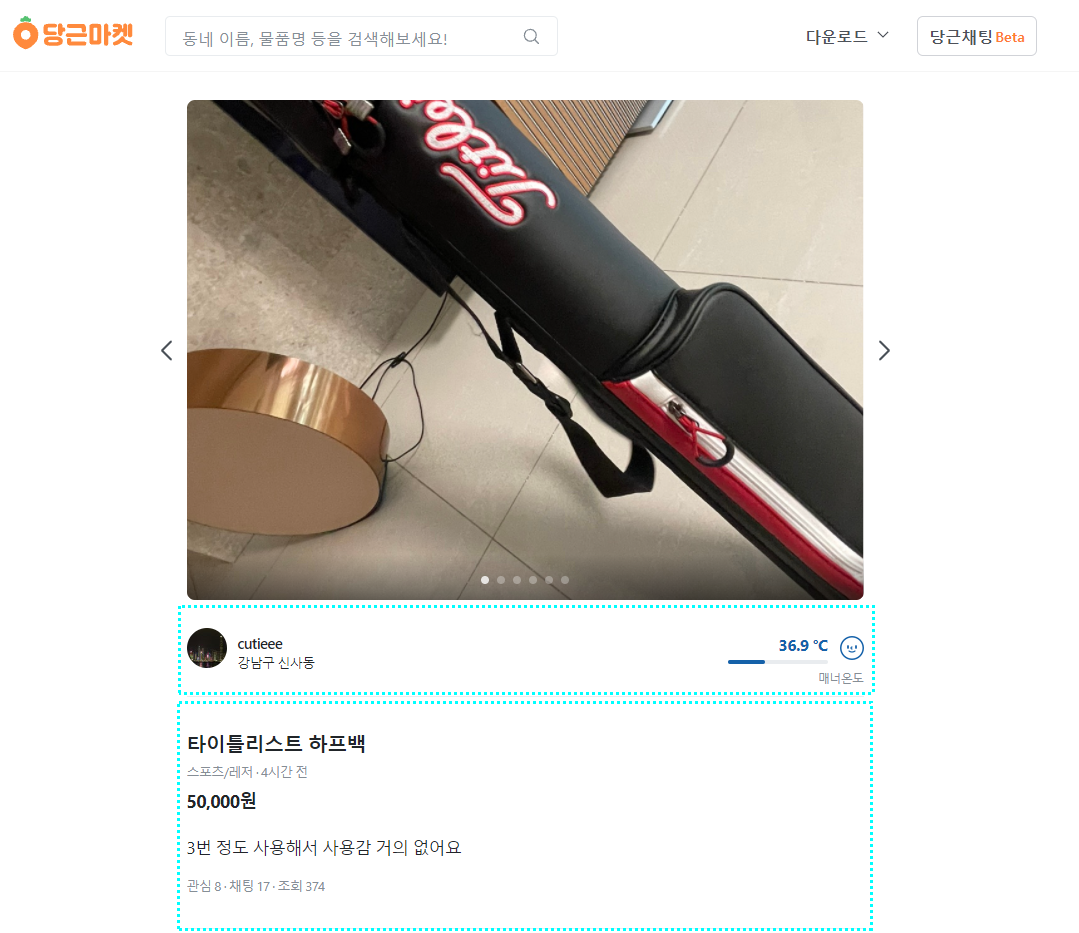 당근마켓
동네 이름, 물품명 등을 검색해보세요!
다운로드
당근채팅 Beta
Title
cutieee
강남구 신사동
36.9 ℃
매너온도
타이틀리스트 하프백
스포츠/레저 · 4시간 전
50,000원
3번 정도 사용해서 사용감 거의 없어요
관심 8 · 채팅 17 · 조회 374